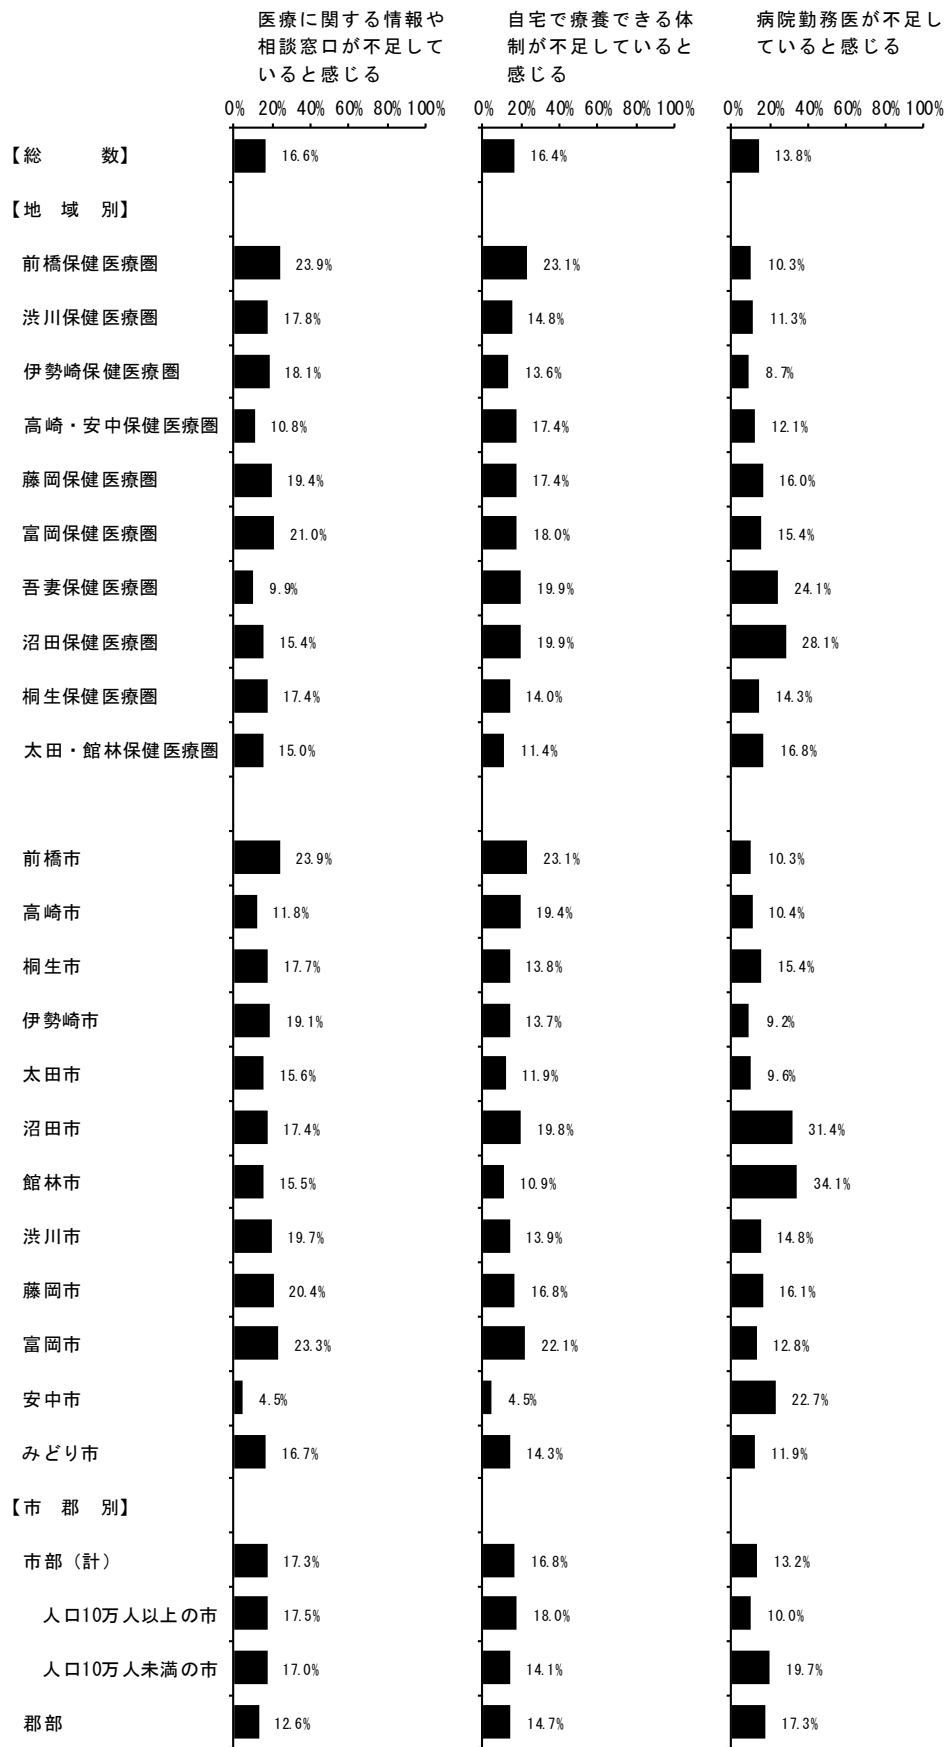 医療に関する情報や
相談窓口が不足して
いると感じる
自宅で療養できる体
制が不足していると
感じる
病院勤務医が不足し
ていると感じる
0% 20% 40% 60% 80% 100% 0% 20% 40% 60% 80% 100% 0% 20% 40% 60% 80% 100%
【総　　数】 16.6% 16.4% 13.8%
【地　域　別】
前橋保健医療圏 23.9% 23.1% 10.3%
渋川保健医療圏 17.8% 14.8% 11.3%
伊勢崎保健医療圏 18.1% 13.6% 8.7%
高崎・安中保健医療圏 10.8% 17.4% 12.1%
藤岡保健医療圏 19.4% 17.4% 16.0%
富岡保健医療圏 21.0% 18.0% 15.4%
吾妻保健医療圏 9.9% 19.9% 24.1%
沼田保健医療圏 15.4% 19.9% 28.1%
桐生保健医療圏 17.4% 14.0% 14.3%
太田・館林保健医療圏 15.0% 11.4% 16.8%
前橋市 23.9% 23.1% 10.3%
高崎市 11.8% 19.4% 10.4%
桐生市 17.7% 13.8% 15.4%
伊勢崎市 19.1% 13.7% 9.2%
太田市 15.6% 11.9% 9.6%
沼田市 17.4% 19.8% 31.4%
館林市 15.5% 10.9% 34.1%
渋川市 19.7% 13.9% 14.8%
藤岡市 20.4% 16.8% 16.1%
富岡市 23.3% 22.1% 12.8%
安中市 4.5% 4.5% 22.7%
みどり市 16.7% 14.3% 11.9%
【市　郡　別】
市部（計） 17.3% 16.8% 13.2%
人口10万人以上の市 17.5% 18.0% 10.0%
人口10万人未満の市 17.0% 14.1% 19.7%
郡部 12.6% 14.7% 17.3%